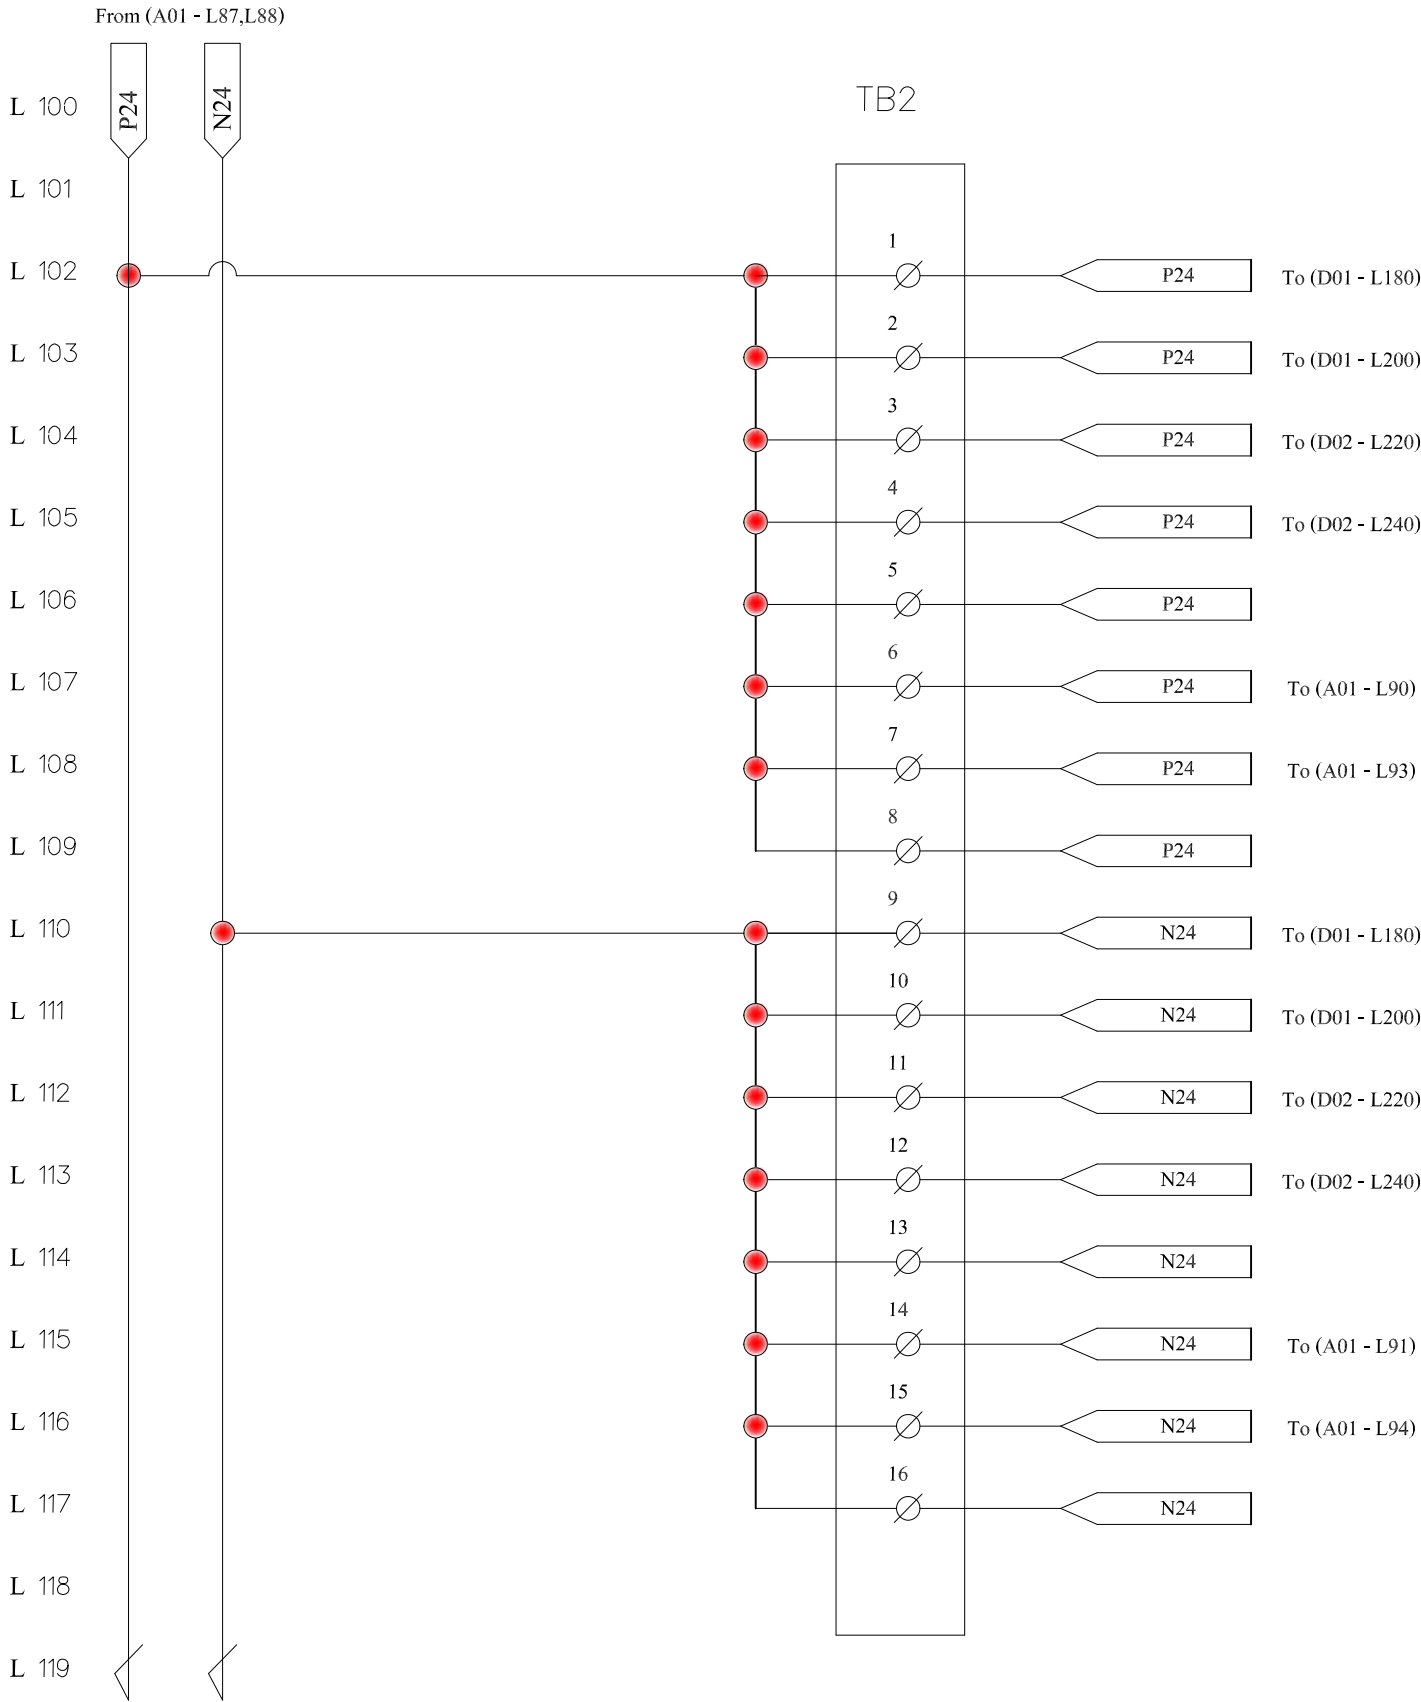 From (A01 - L87,L88)
L 100 P24 N24 TB2
L 101
1
L 102 P24 To (D01 - L180)
2
L 103 P24 To (D01 - L200)
3
L 104 P24 To (D02 - L220)
4
L 105 P24 To (D02 - L240)
5
L 106 P24
6
L 107 P24 To (A01 - L90)
7
L 108 P24 To (A01 - L93)
8
L 109 P24
9
L 110 N24 To (D01 - L180)
10
L 111 N24 To (D01 - L200)
11
L 112 N24 To (D02 - L220)
12
L 113 N24 To (D02 - L240)
13
L 114 N24
14
L 115 N24 To (A01 - L91)
15
L 116 N24 To (A01 - L94)
16
L 117 N24
L 118
L 119